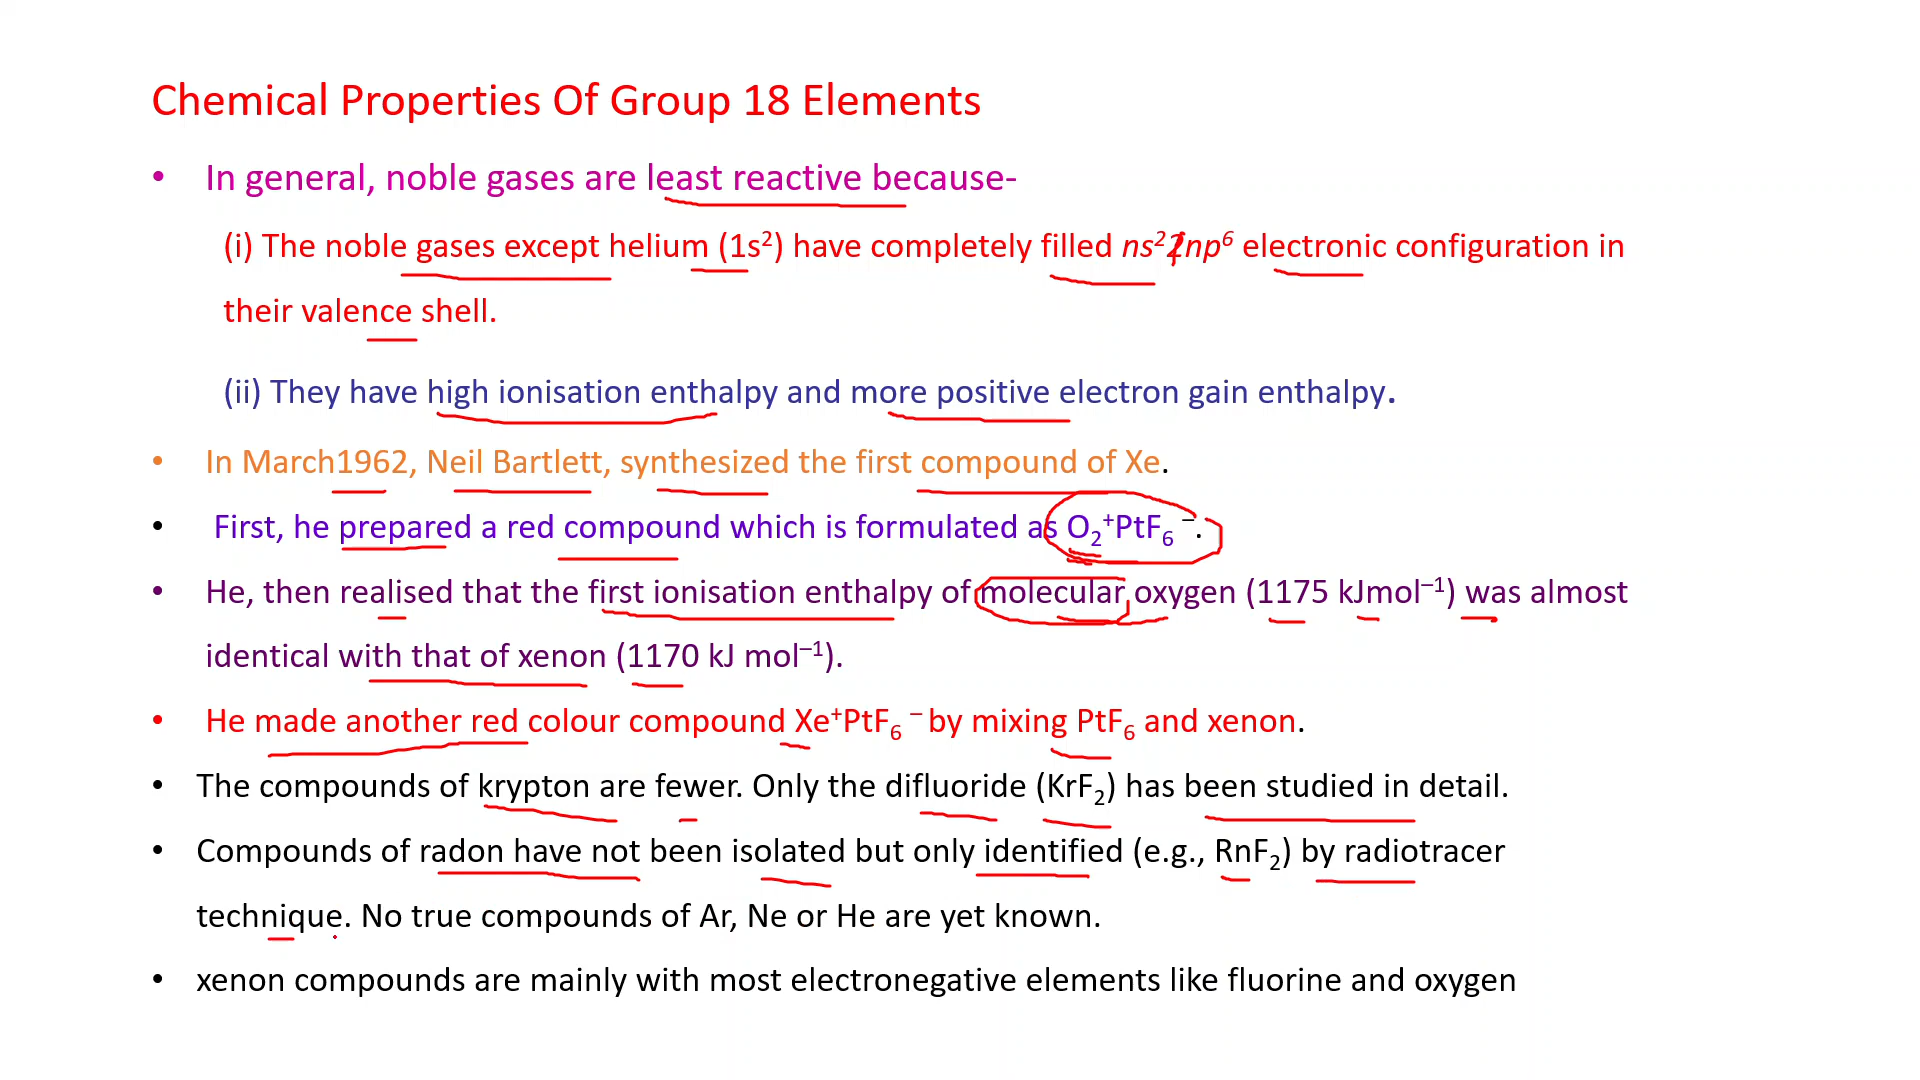 Chemical Properties Of Group 18 Elements
• In general, noble gases are least reactive because-
(i) The noble gases except helium (1s²) have completely filled ns²np⁶ electronic configuration in
their valence shell.
(ii) They have high ionisation enthalpy and more positive electron gain enthalpy.
• In March1962, Neil Bartlett, synthesized the first compound of Xe.
• First, he prepared a red compound which is formulated as O₂⁺PtF₆⁻.
• He, then realised that the first ionisation enthalpy of molecular oxygen (1175 kJmol⁻¹) was almost
identical with that of xenon (1170 kJ mol⁻¹).
• He made another red colour compound Xe⁺PtF₆⁻ by mixing PtF₆ and xenon.
• The compounds of krypton are fewer. Only the difluoride (KrF₂) has been studied in detail.
• Compounds of radon have not been isolated but only identified (e.g., RnF₂) by radiotracer
technique. No true compounds of Ar, Ne or He are yet known.
• xenon compounds are mainly with most electronegative elements like fluorine and oxygen